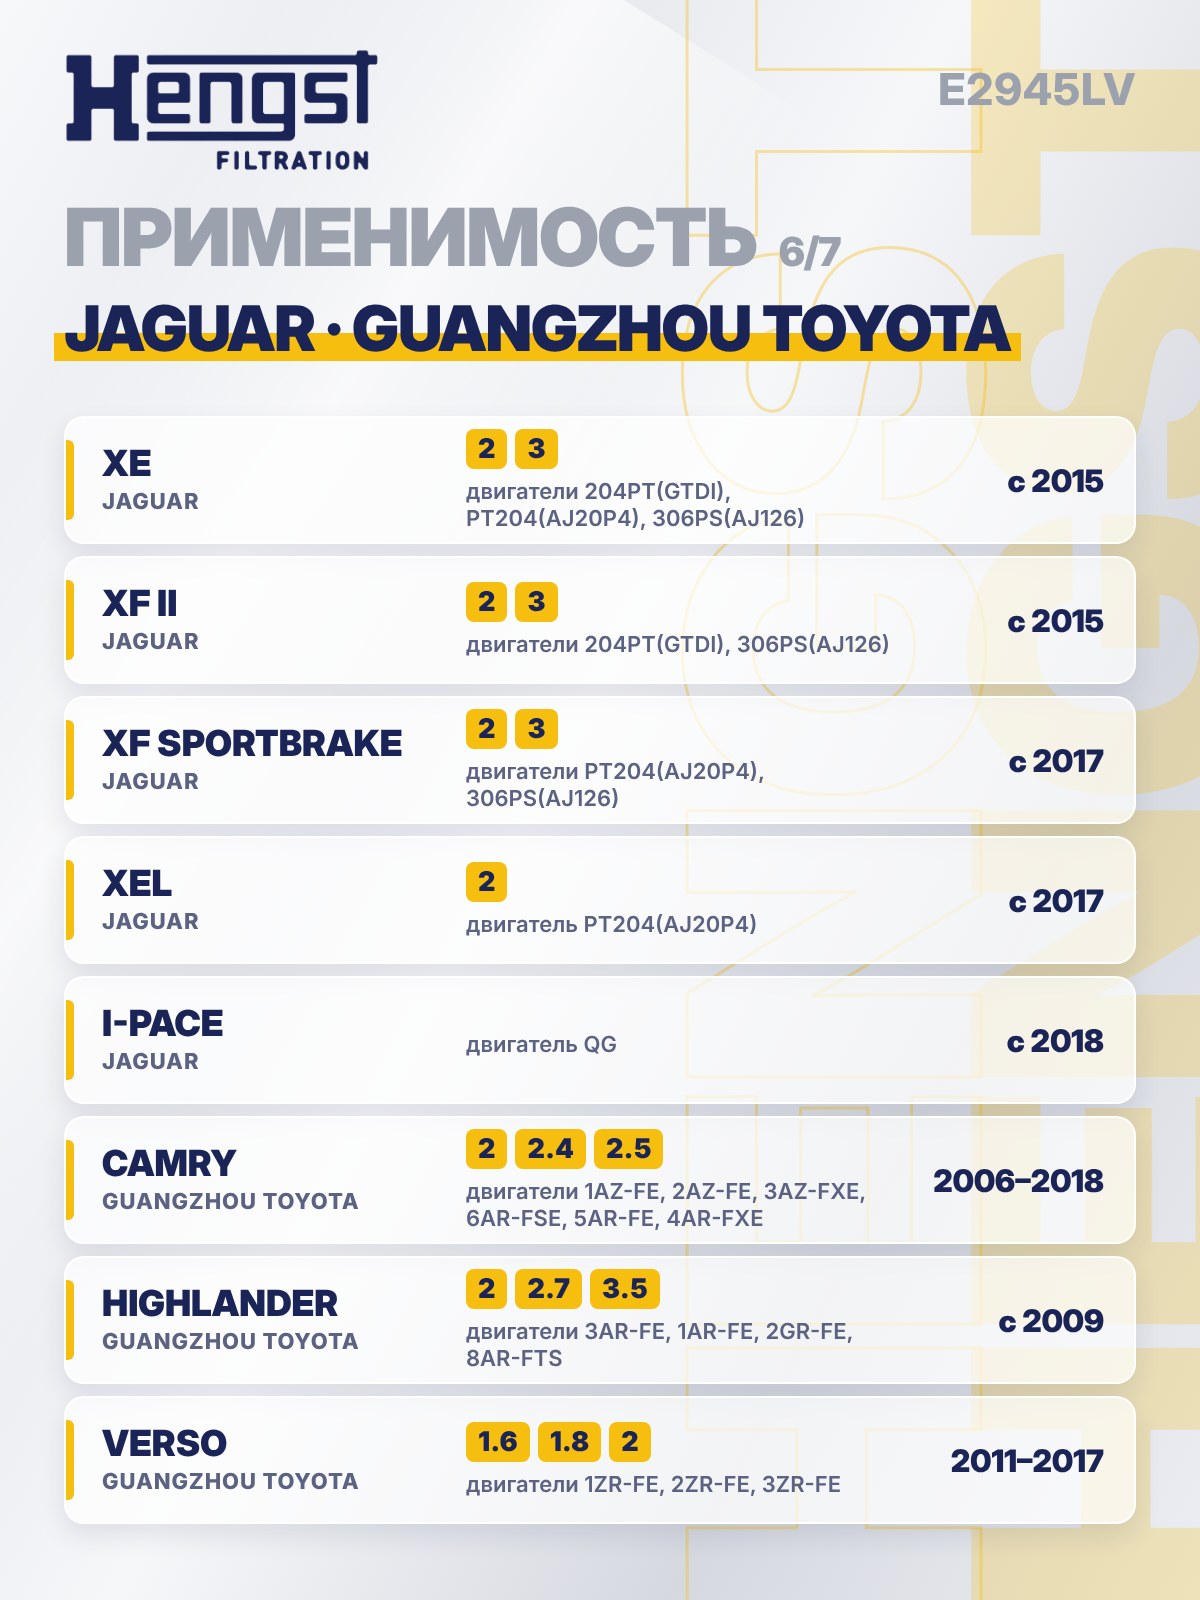 Hengst
FILTRATION
E2945LV
ПРИМЕНИМОСТЬ 6/7
JAGUAR · GUANGZHOU TOYOTA
XE
JAGUAR
2 3
двигатели 204PT(GTDI),
PT204(AJ20P4), 306PS(AJ126)
с 2015
XF II
JAGUAR
2 3
двигатели 204PT(GTDI), 306PS(AJ126)
с 2015
XF SPORTBRAKE
JAGUAR
2 3
двигатели PT204(AJ20P4),
306PS(AJ126)
с 2017
XEL
JAGUAR
2
двигатель PT204(AJ20P4)
с 2017
I-PACE
JAGUAR
двигатель QG
с 2018
CAMRY
GUANGZHOU TOYOTA
2 2.4 2.5
двигатели 1AZ-FE, 2AZ-FE, 3AZ-FXE,
6AR-FSE, 5AR-FE, 4AR-FXE
2006–2018
HIGHLANDER
GUANGZHOU TOYOTA
2 2.7 3.5
двигатели 3AR-FE, 1AR-FE, 2GR-FE,
8AR-FTS
с 2009
VERSO
GUANGZHOU TOYOTA
1.6 1.8 2
двигатели 1ZR-FE, 2ZR-FE, 3ZR-FE
2011–2017
HENGST
HENGST